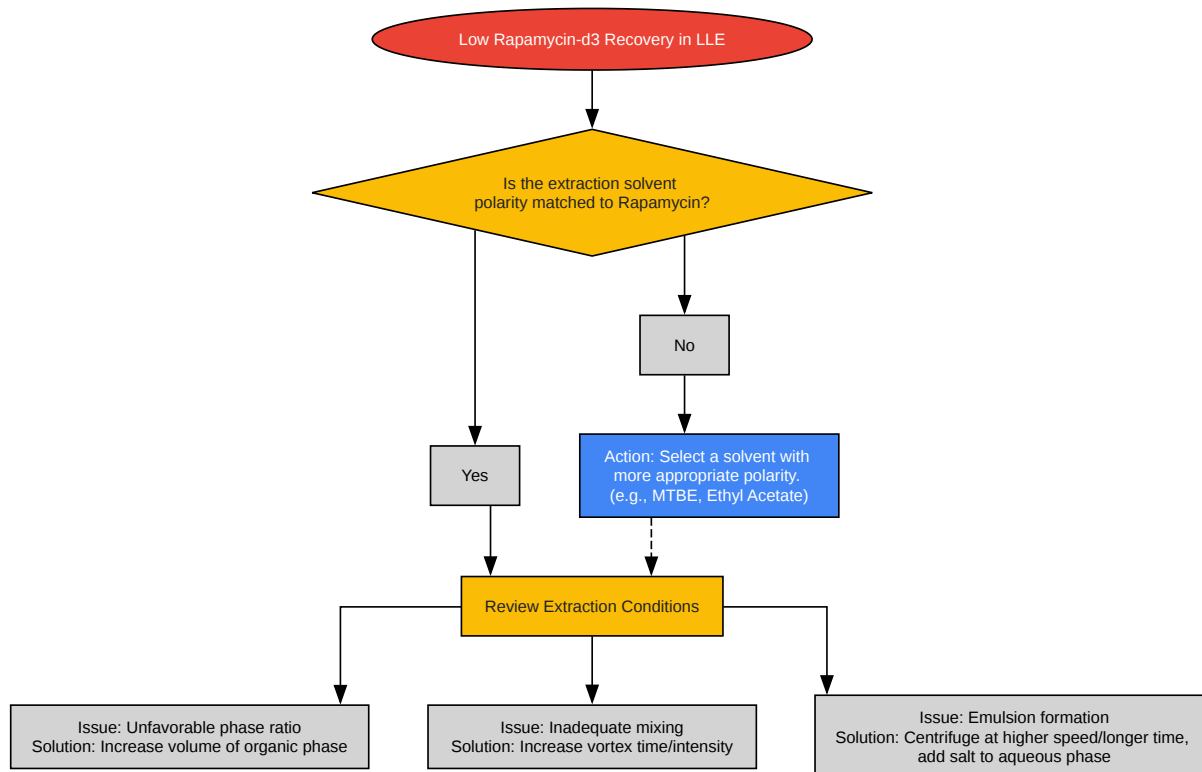 Low Rapamycin-d3 Recovery in LLE
Is the extraction solvent
polarity matched to Rapamycin?
No
Yes
Action: Select a solvent with
more appropriate polarity.
(e.g., MTBE, Ethyl Acetate)
Review Extraction Conditions
Issue: Unfavorable phase ratio
Solution: Increase volume of organic phase
Issue: Inadequate mixing
Solution: Increase vortex time/intensity
Issue: Emulsion formation
Solution: Centrifuge at higher speed/longer time,
add salt to aqueous phase